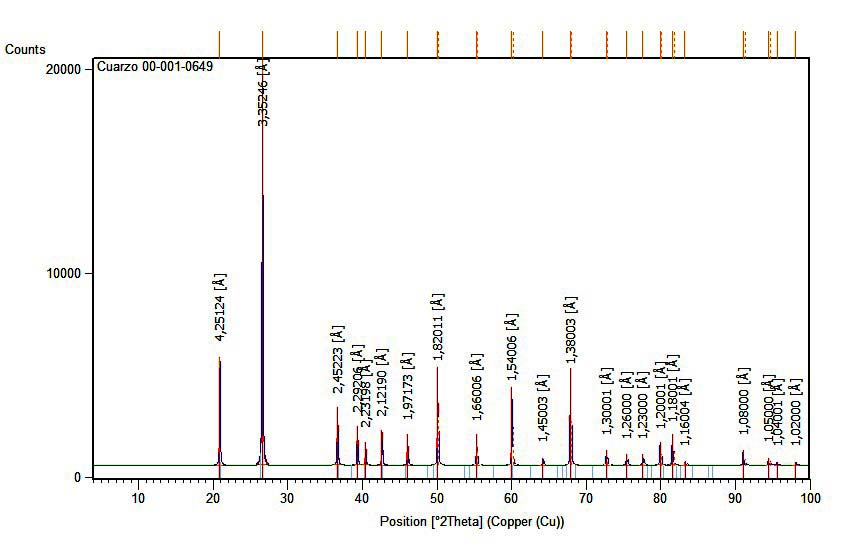 Counts
20000
Cuarzo 00-001-0649
3,35246 [Å]
10000
4,25124 [Å]
2,45223 [Å]
2,29206 [Å]
2,23198 [Å]
2,12190 [Å]
1,97173 [Å]
1,82011 [Å]
1,66006 [Å]
1,54006 [Å]
1,45003 [Å]
1,38003 [Å]
1,30001 [Å]
1,26000 [Å]
1,23000 [Å]
1,20001 [Å]
1,18001 [Å]
1,16004 [Å]
1,08000 [Å]
1,05000 [Å]
1,04001 [Å]
1,02000 [Å]
0
10 20 30 40 50 60 70 80 90 100
Position [°2Theta] (Copper (Cu))